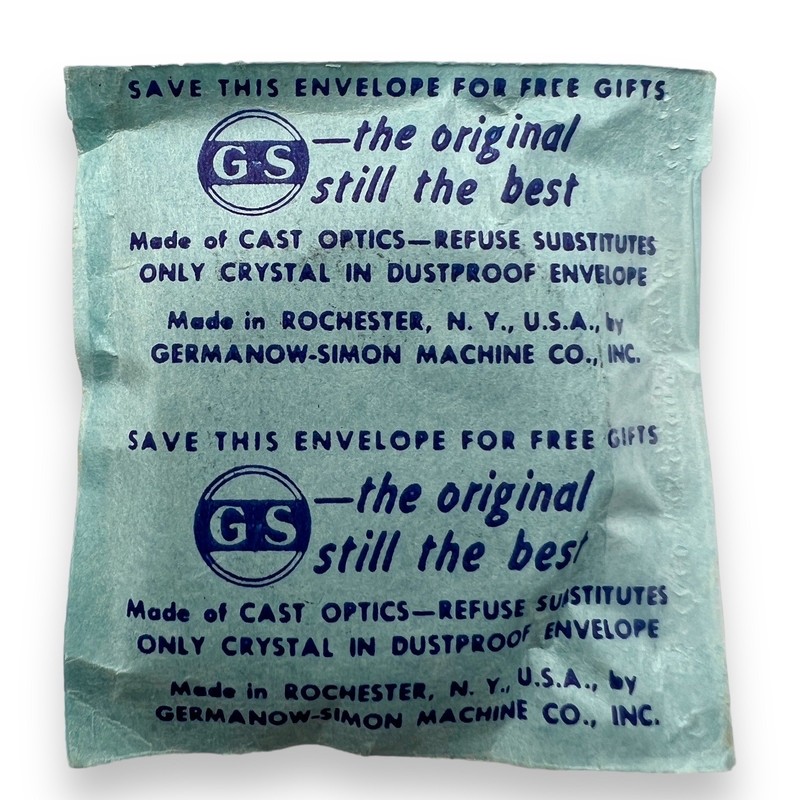 SAVE THIS ENVELOPE FOR FREE GIFTS
G-S —the original
still the best
Made of CAST OPTICS—REFUSE SUBSTITUTES
ONLY CRYSTAL IN DUSTPROOF ENVELOPE
Made in ROCHESTER, N. Y., U.S.A., by
GERMANOW-SIMON MACHINE CO., INC.
SAVE THIS ENVELOPE FOR FREE GIFTS
G-S —the original
still the best
Made of CAST OPTICS—REFUSE SUBSTITUTES
ONLY CRYSTAL IN DUSTPROOF ENVELOPE
Made in ROCHESTER, N. Y., U.S.A., by
GERMANOW-SIMON MACHINE CO., INC.